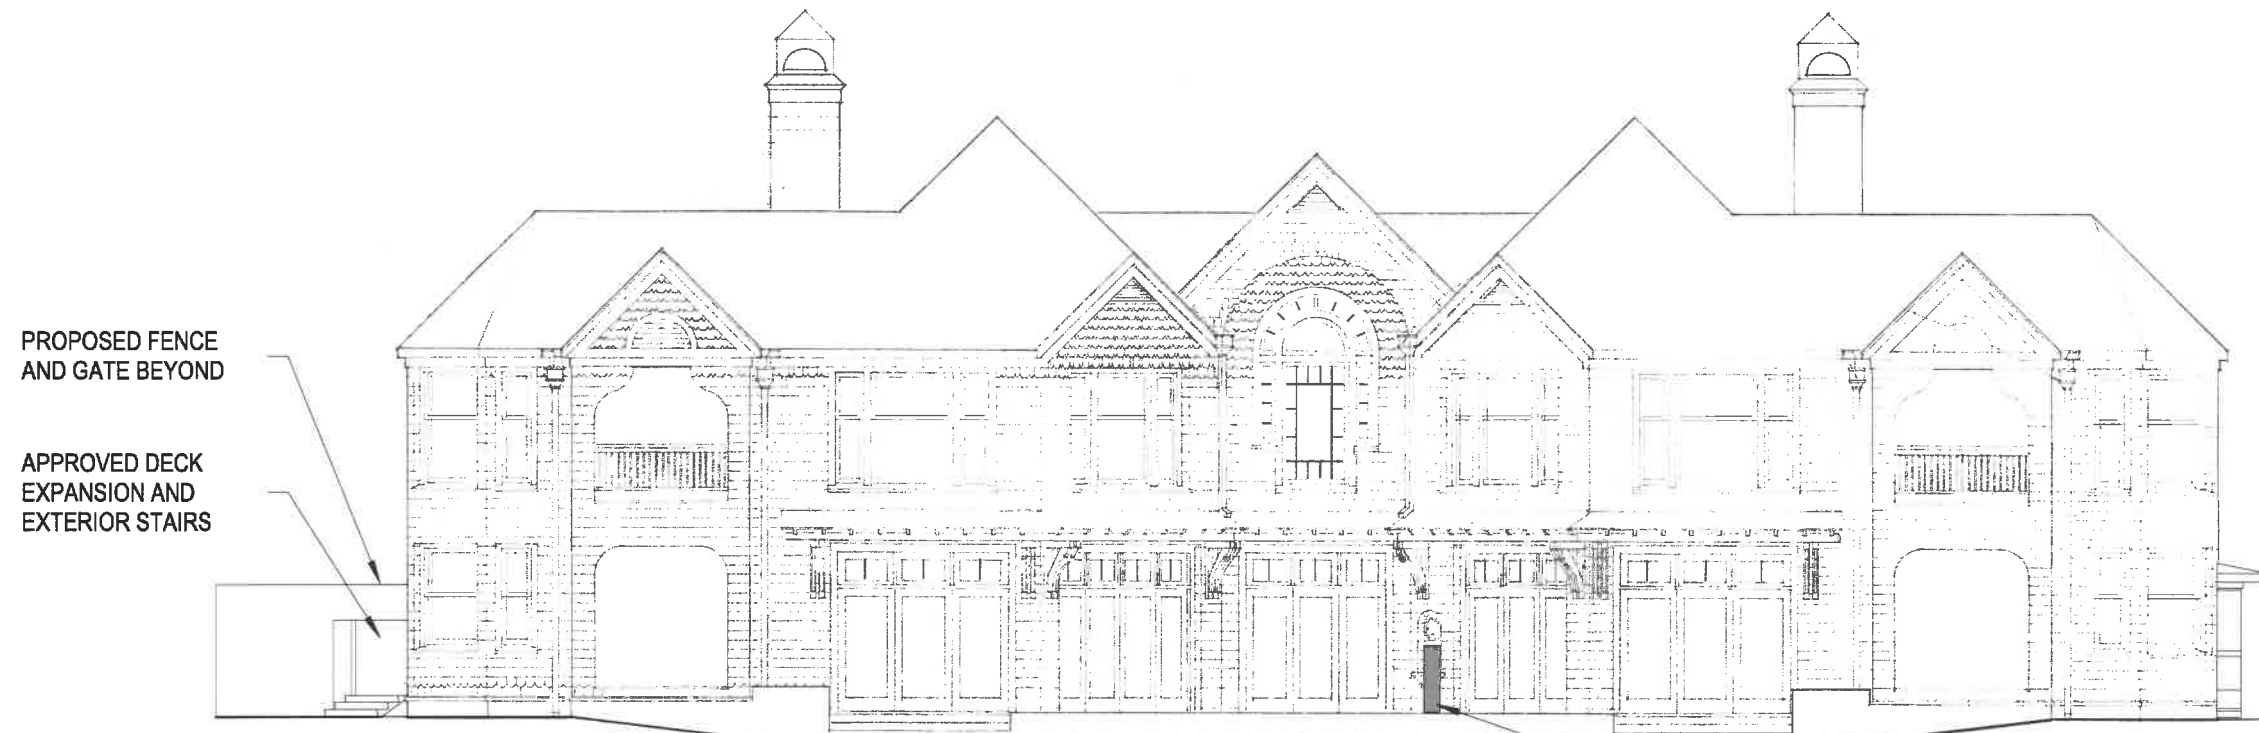 PROPOSED FENCE
AND GATE BEYOND
APPROVED DECK
EXPANSION AND
EXTERIOR STAIRS